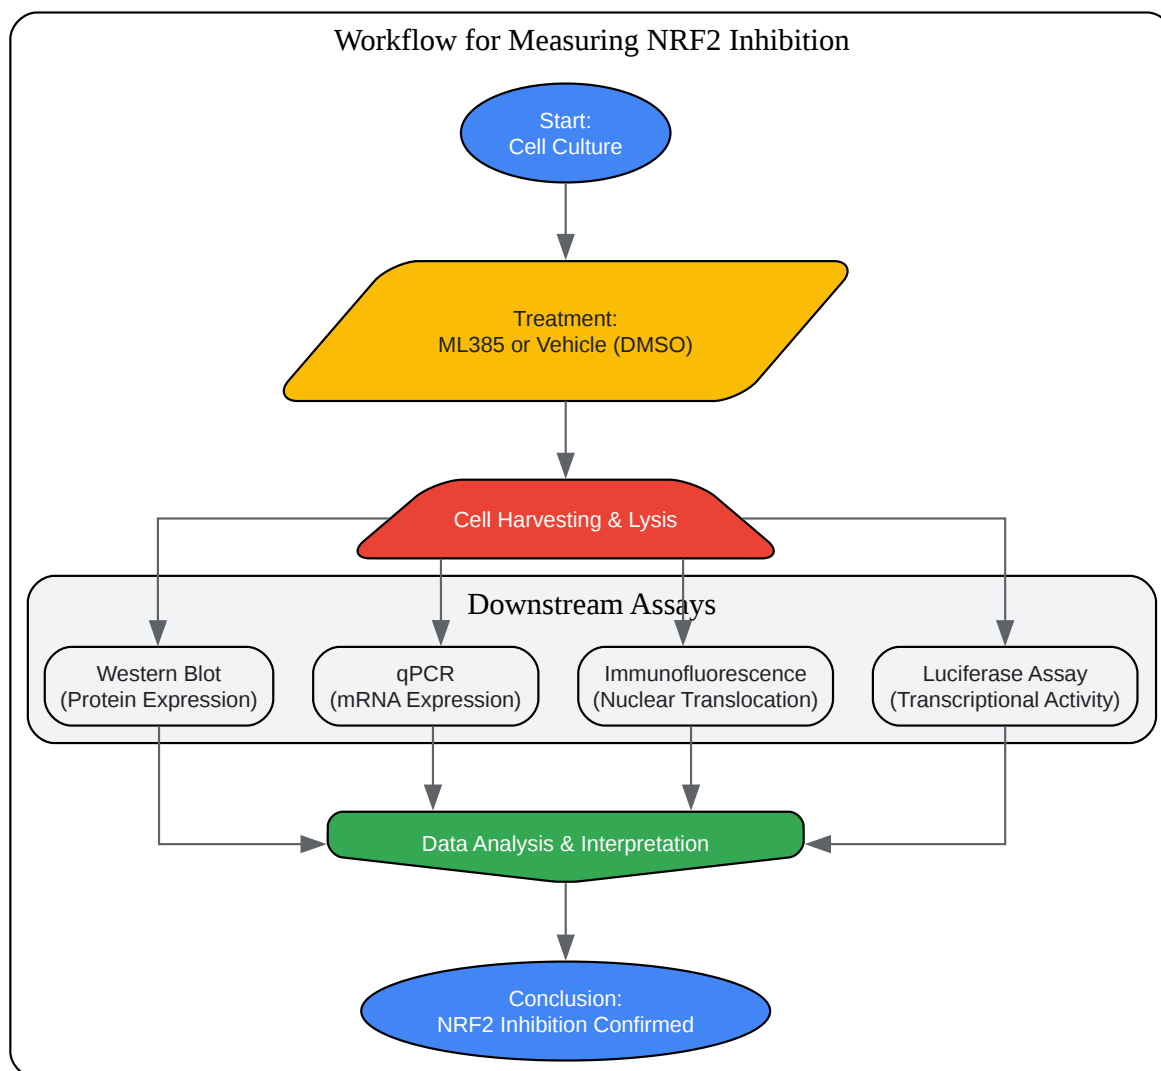 Workflow for Measuring NRF2 Inhibition
Start:
Cell Culture
Treatment:
ML385 or Vehicle (DMSO)
Cell Harvesting & Lysis
Downstream Assays
Western Blot
(Protein Expression)
qPCR
(mRNA Expression)
Immunofluorescence
(Nuclear Translocation)
Luciferase Assay
(Transcriptional Activity)
Data Analysis & Interpretation
Conclusion:
NRF2 Inhibition Confirmed